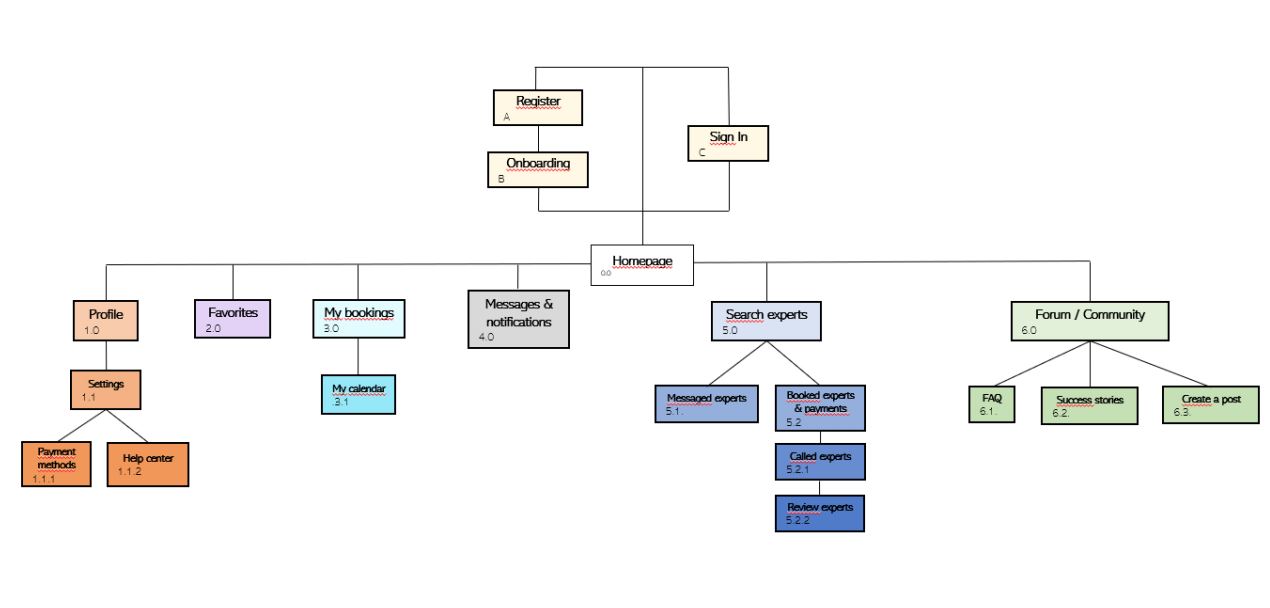 Register
A
Sign In
C
Onboarding
B
Homepage
0.0
Profile
1.0
Favorites
2.0
My bookings
3.0
Messages &
notifications
4.0
Search experts
5.0
Forum / Community
6.0
Settings
1.1
My calendar
.3.1
Messaged experts
5.1.
Booked experts
& payments
5.2
FAQ
6.1.
Success stories
6.2.
Create a post
6.3.
Payment
methods
1.1.1
Help center
1.1.2
Called experts
5.2.1
Review experts
5.2.2